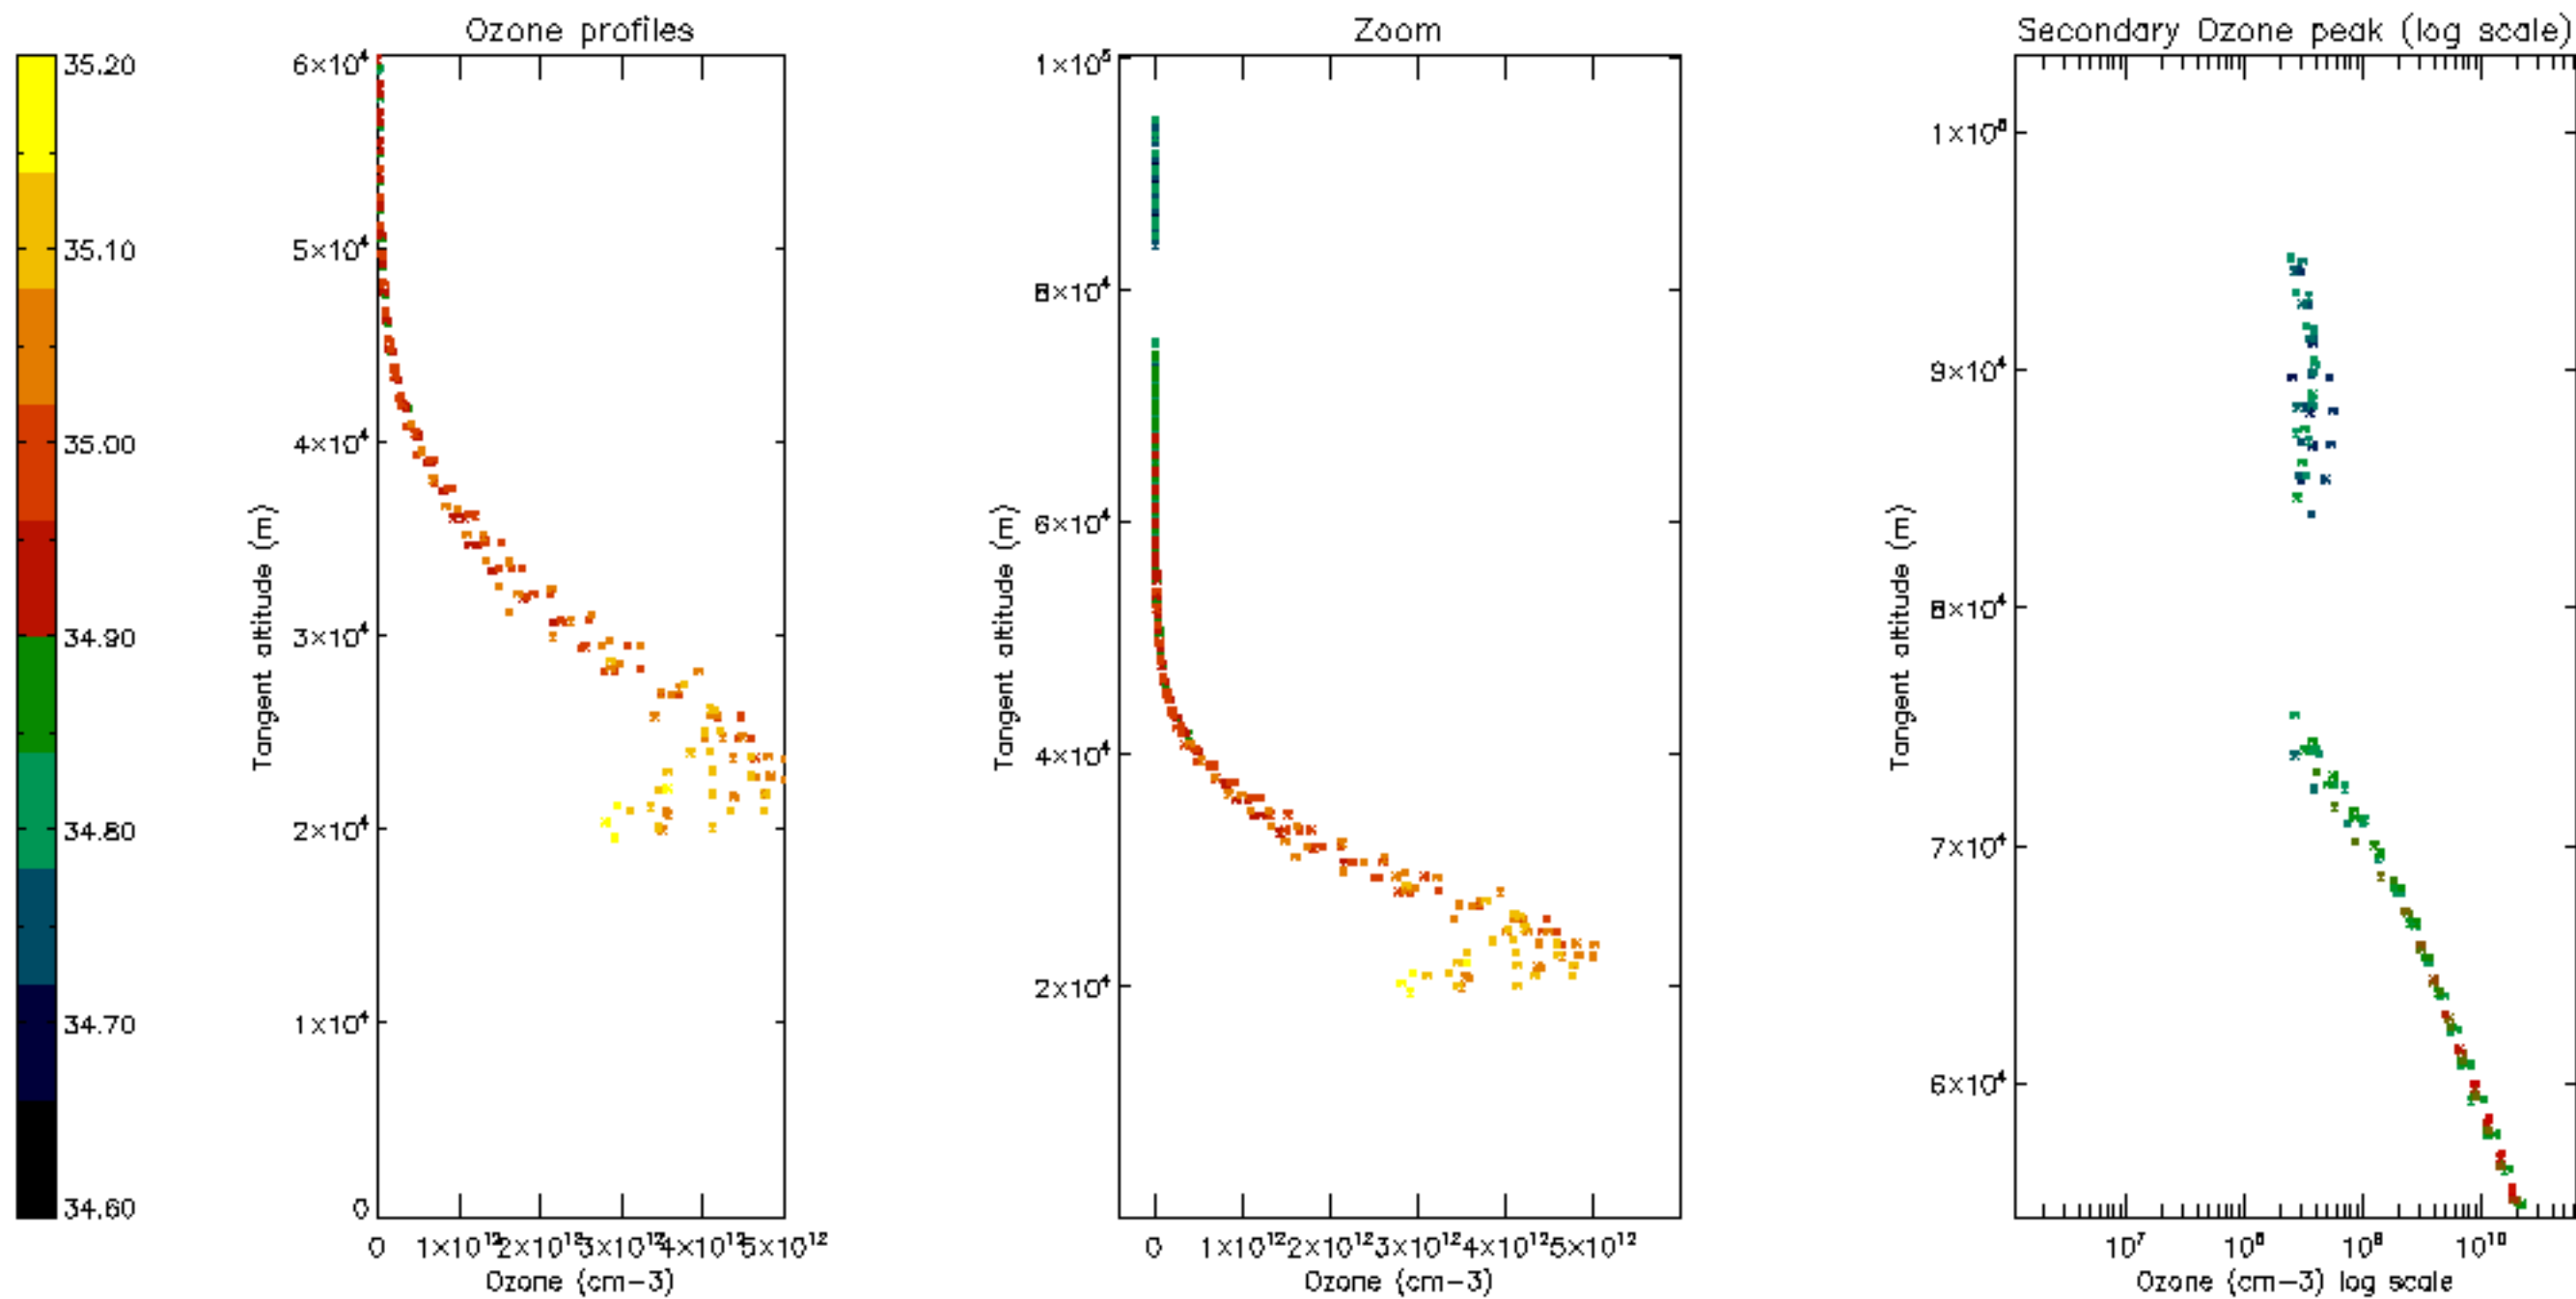 Ozone profiles
Zoom
Secondary Ozone peak (log scale)
35.20
35.10
35.00
34.90
34.80
34.70
34.60
6×10⁴
5×10⁴
4×10⁴
3×10⁴
2×10⁴
1×10⁴
0
Tangent altitude (m)
0 1×10¹² 2×10¹² 3×10¹² 4×10¹² 5×10¹²
Ozone (cm-3)
1×10⁵
8×10⁴
6×10⁴
4×10⁴
2×10⁴
Tangent altitude (m)
0 1×10¹² 2×10¹² 3×10¹² 4×10¹² 5×10¹²
Ozone (cm-3)
1×10⁵
9×10⁴
8×10⁴
7×10⁴
6×10⁴
Tangent altitude (m)
10⁷ 10⁸ 10⁹ 10¹⁰
Ozone (cm-3) log scale